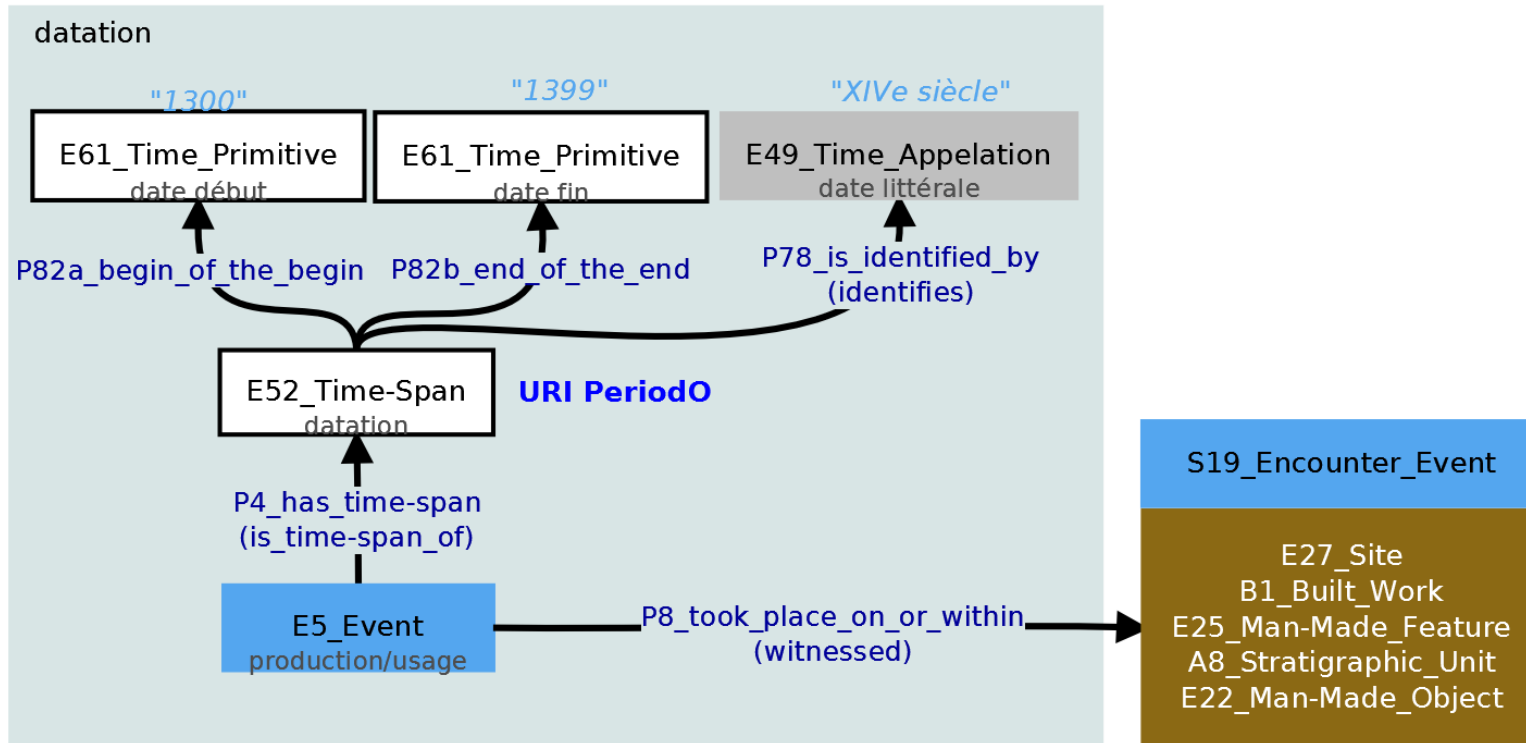 datation
"1300"
"1399"
"XIVe siècle"
E61_Time_Primitive
date début
E61_Time_Primitive
date fin
E49_Time_Appelation
date littérale
P82a_begin_of_the_begin
P82b_end_of_the_end
P78_is_identified_by
(identifies)
E52_Time-Span
datation
URI PeriodO
P4_has_time-span
(is_time-span_of)
E5_Event
production/usage
P8_took_place_on_or_within
(witnessed)
S19_Encounter_Event
E27_Site
B1_Built_Work
E25_Man-Made_Feature
A8_Stratigraphic_Unit
E22_Man-Made_Object